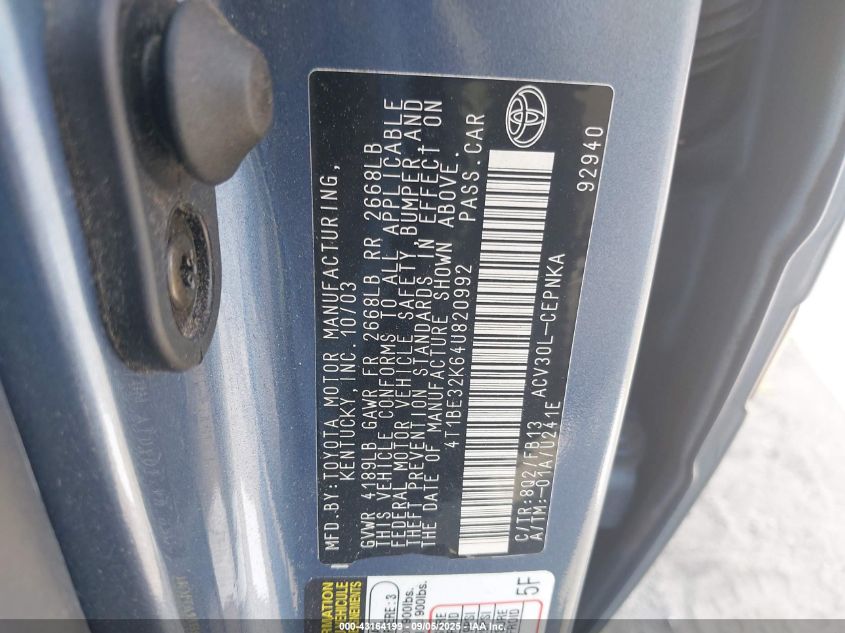 MFD.BY:TOYOTA MOTOR MANUFACTURING,
KENTUCKY, INC. 10/03
GVWR 4189LB GAWR FR 2668LB RR 2668LB
THIS VEHICLE CONFORMS TO ALL APPLICABLE
FEDERAL MOTOR VEHICLE SAFETY, BUMPER, AND
THEFT PREVENTION STANDARDS IN EFFECT ON
THE DATE OF MANUFACTURE SHOWN ABOVE.
4T1BE32K64U820992 PASS.CAR
C/TR:8Q2/FB13 ACV30L-CEPNKA
A/TM:-01A/U241E
92940
5F
000-43164199 - 09/05/2025 - IAA Inc.